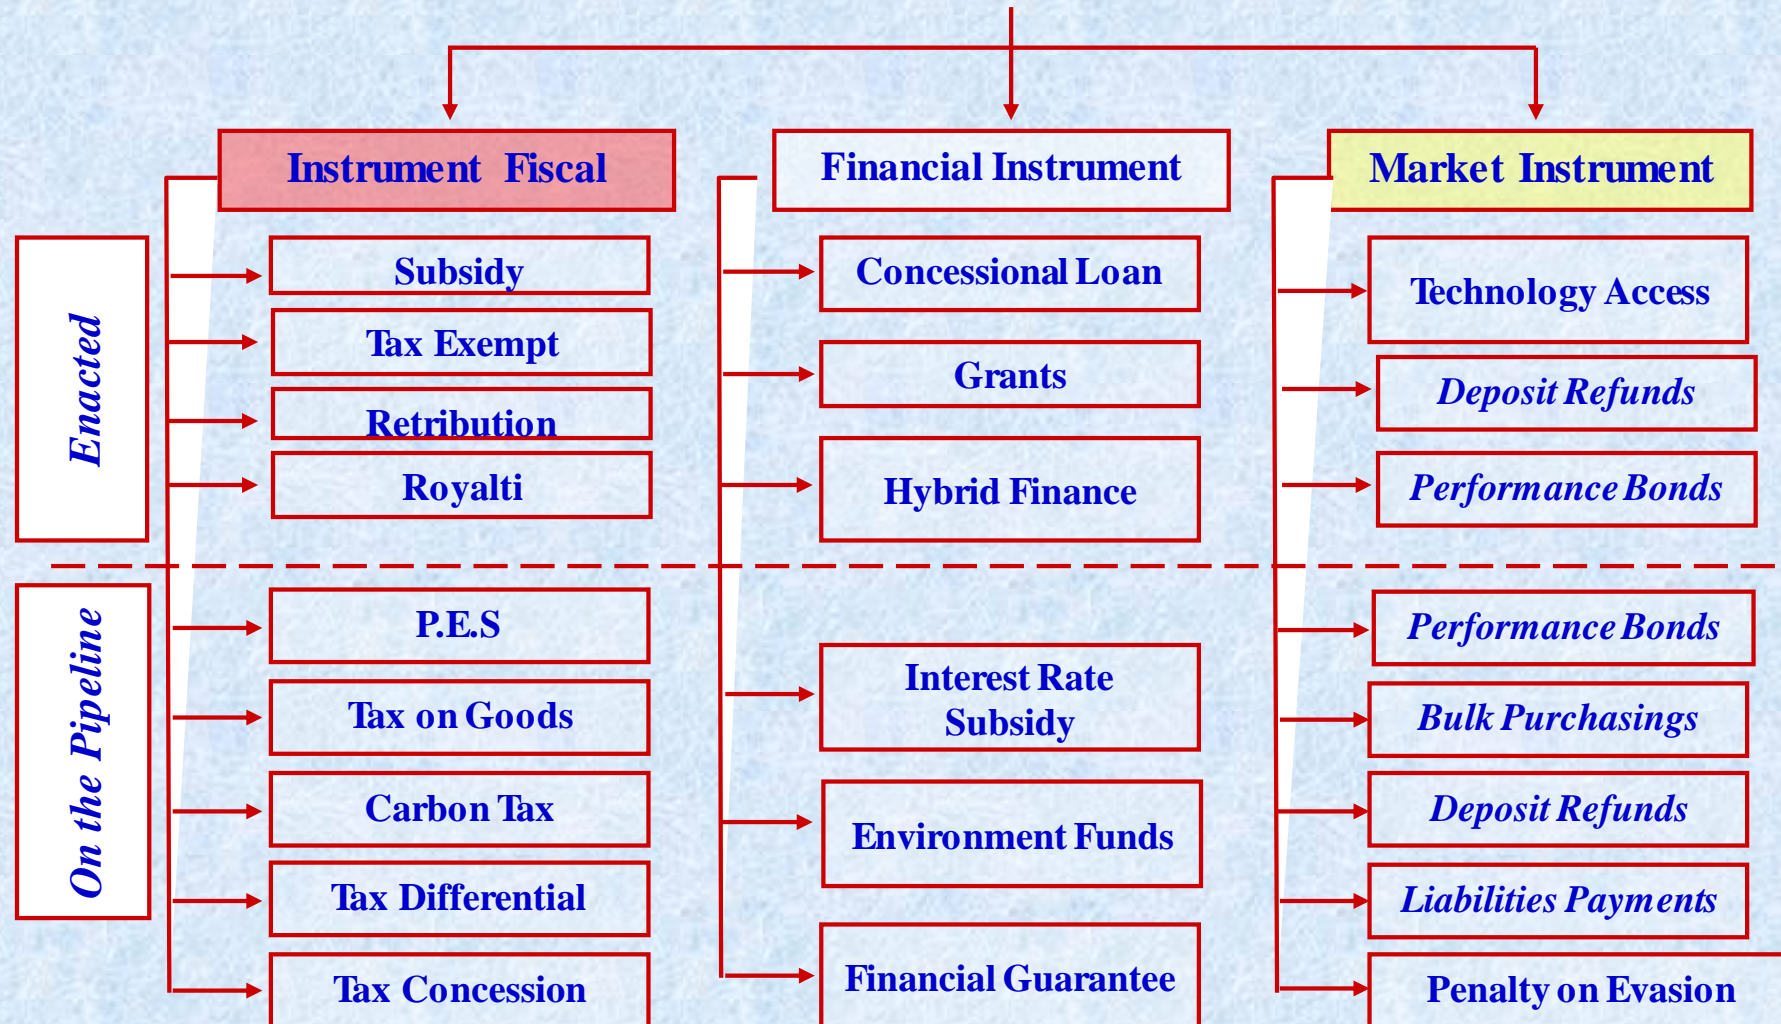 Instrument Fiscal
Financial Instrument
Market Instrument
Enacted
Subsidy
Tax Exempt
Retribution
Royalti
Concessional Loan
Grants
Hybrid Finance
Technology Access
Deposit Refunds
Performance Bonds
On the Pipeline
P.E.S
Tax on Goods
Carbon Tax
Tax Differential
Tax Concession
Interest Rate
Subsidy
Environment Funds
Financial Guarantee
Performance Bonds
Bulk Purchasings
Deposit Refunds
Liabilities Payments
Penalty on Evasion